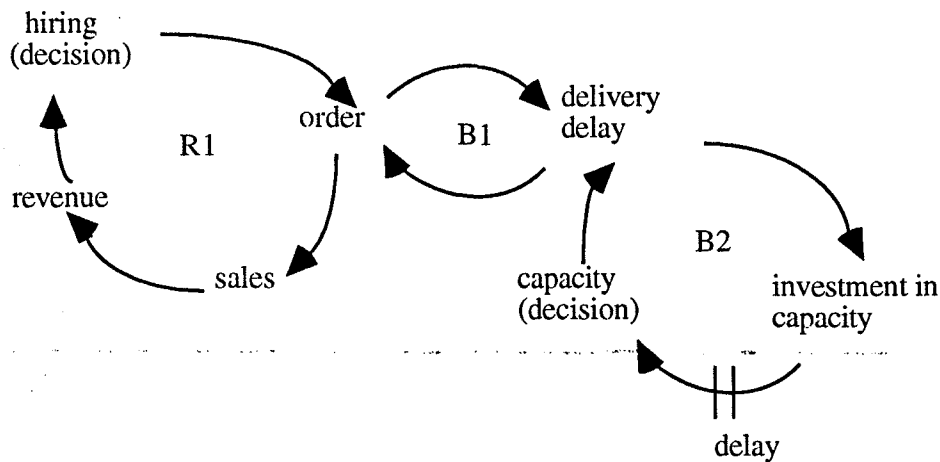 hiring
(decision)
order
delivery
delay
R1
B1
revenue
B2
sales
capacity
(decision)
investment in
capacity
delay